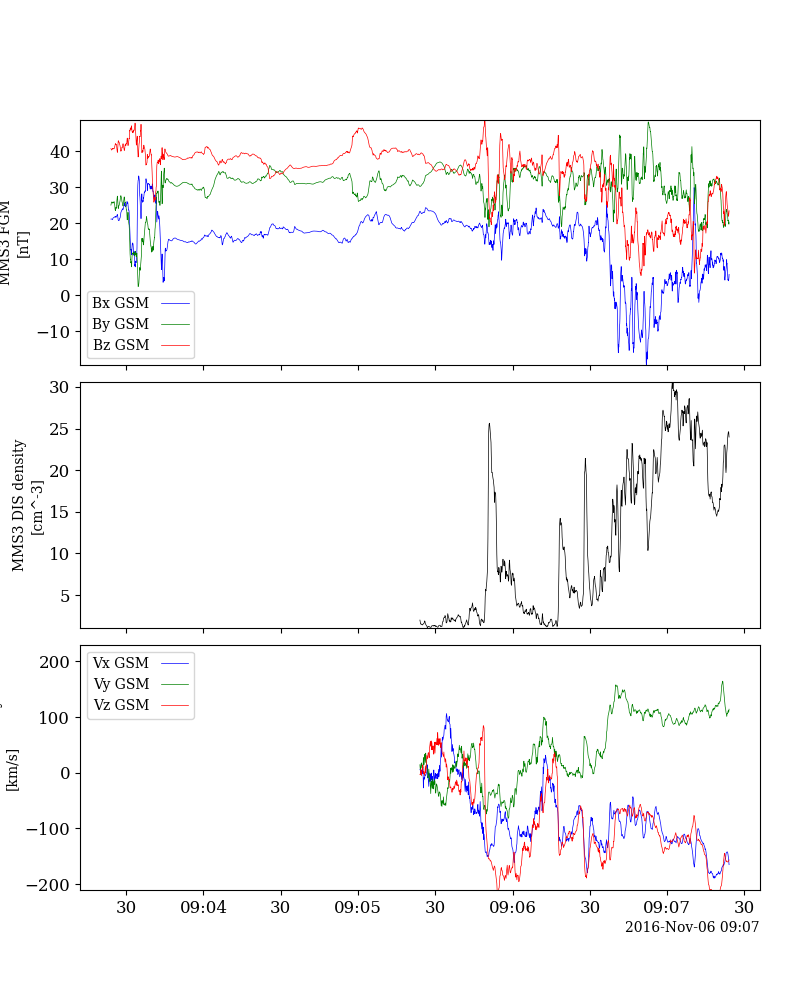 MMS3 FGM
[nT]
40
30
20
10
0
−10
Bx GSM
By GSM
Bz GSM
MMS3 DIS density
[cm^-3]
30
25
20
15
10
5
[km/s]
200
100
0
−100
−200
Vx GSM
Vy GSM
Vz GSM
30 09:04 30 09:05 30 09:06 30 09:07 30
2016-Nov-06 09:07